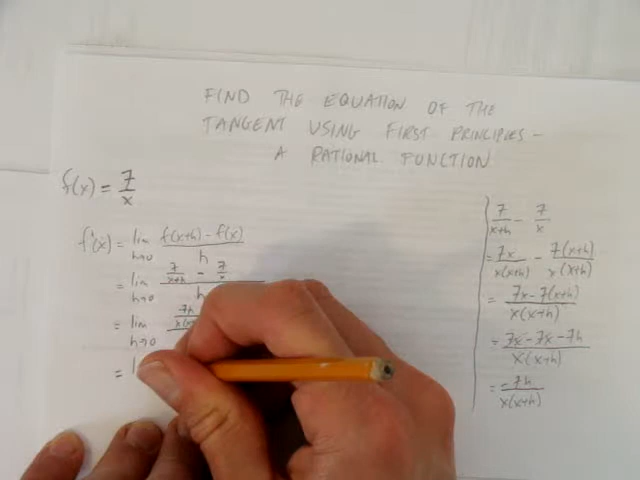 FIND THE EQUATION OF THE
TANGENT USING FIRST PRINCIPLES -
A RATIONAL FUNCTION
f(x) = 7/x
f'(x) = lim h→0 f(x+h) - f(x) / h
= lim h→0 7/x+h - 7/x / h
= lim h→0 7h
=
7/x+h - 7/x
= 7x/x(x+h) - 7(x+h)/x(x+h)
= 7x - 7(x+h) / x(x+h)
= 7x - 7x - 7h / x(x+h)
= -7h / x(x+h)